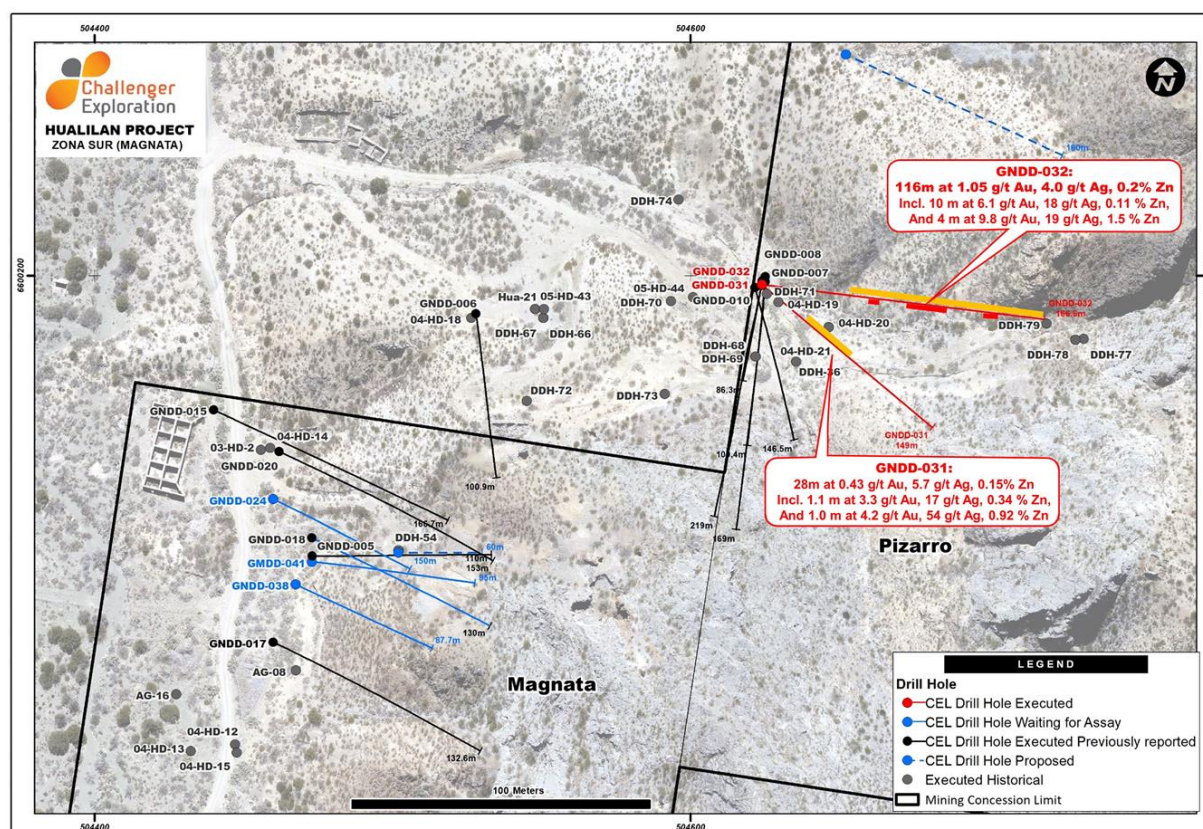 504400
504600
Challenger
Exploration
HUALILAN PROJECT
ZONA SUR (MAGNATA)
N
160m
GNDD-032:
116m at 1.05 g/t Au, 4.0 g/t Ag, 0.2% Zn
Incl. 10 m at 6.1 g/t Au, 18 g/t Ag, 0.11 % Zn,
And 4 m at 9.8 g/t Au, 19 g/t Ag, 1.5 % Zn
DDH-74
6600200
6600200
GNDD-008
GNDD-032
GNDD-007
GNDD-031
DDH-71
05-HD-44
GNDD-010
04-HD-19
DDH-70
Hua-21
05-HD-43
GNDD-006
04-HD-18
DDH-67
DDH-66
GNDD-032
04-HD-20
DDH-79
DDH-78
DDH-77
DDH-68
DDH-69
04-HD-21
DDH-36
86.3m
DDH-72
DDH-73
GNDD-015
GNDD-031
149m
146.5m
04-HD-14
03-HD-2
GNDD-020
100.9m
GNDD-031:
28m at 0.43 g/t Au, 5.7 g/t Ag, 0.15% Zn
Incl. 1.1 m at 3.3 g/t Au, 17 g/t Ag, 0.34 % Zn,
And 1.0 m at 4.2 g/t Au, 54 g/t Ag, 0.92 % Zn
GNDD-024
166.7m
219m
169m
GNDD-018
GNDD-005
DDH-54
60m
110m
150m
153m
GMDD-041
95m
GNDD-038
Pizarro
130m
87.7m
GNDD-017
AG-08
Magnata
AG-16
04-HD-12
04-HD-13
04-HD-15
132.6m
100 Meters
LEGEND
Drill Hole
CEL Drill Hole Executed
CEL Drill Hole Waiting for Assay
CEL Drill Hole Executed Previously reported
CEL Drill Hole Proposed
Executed Historical
Mining Concession Limit
504400
504600